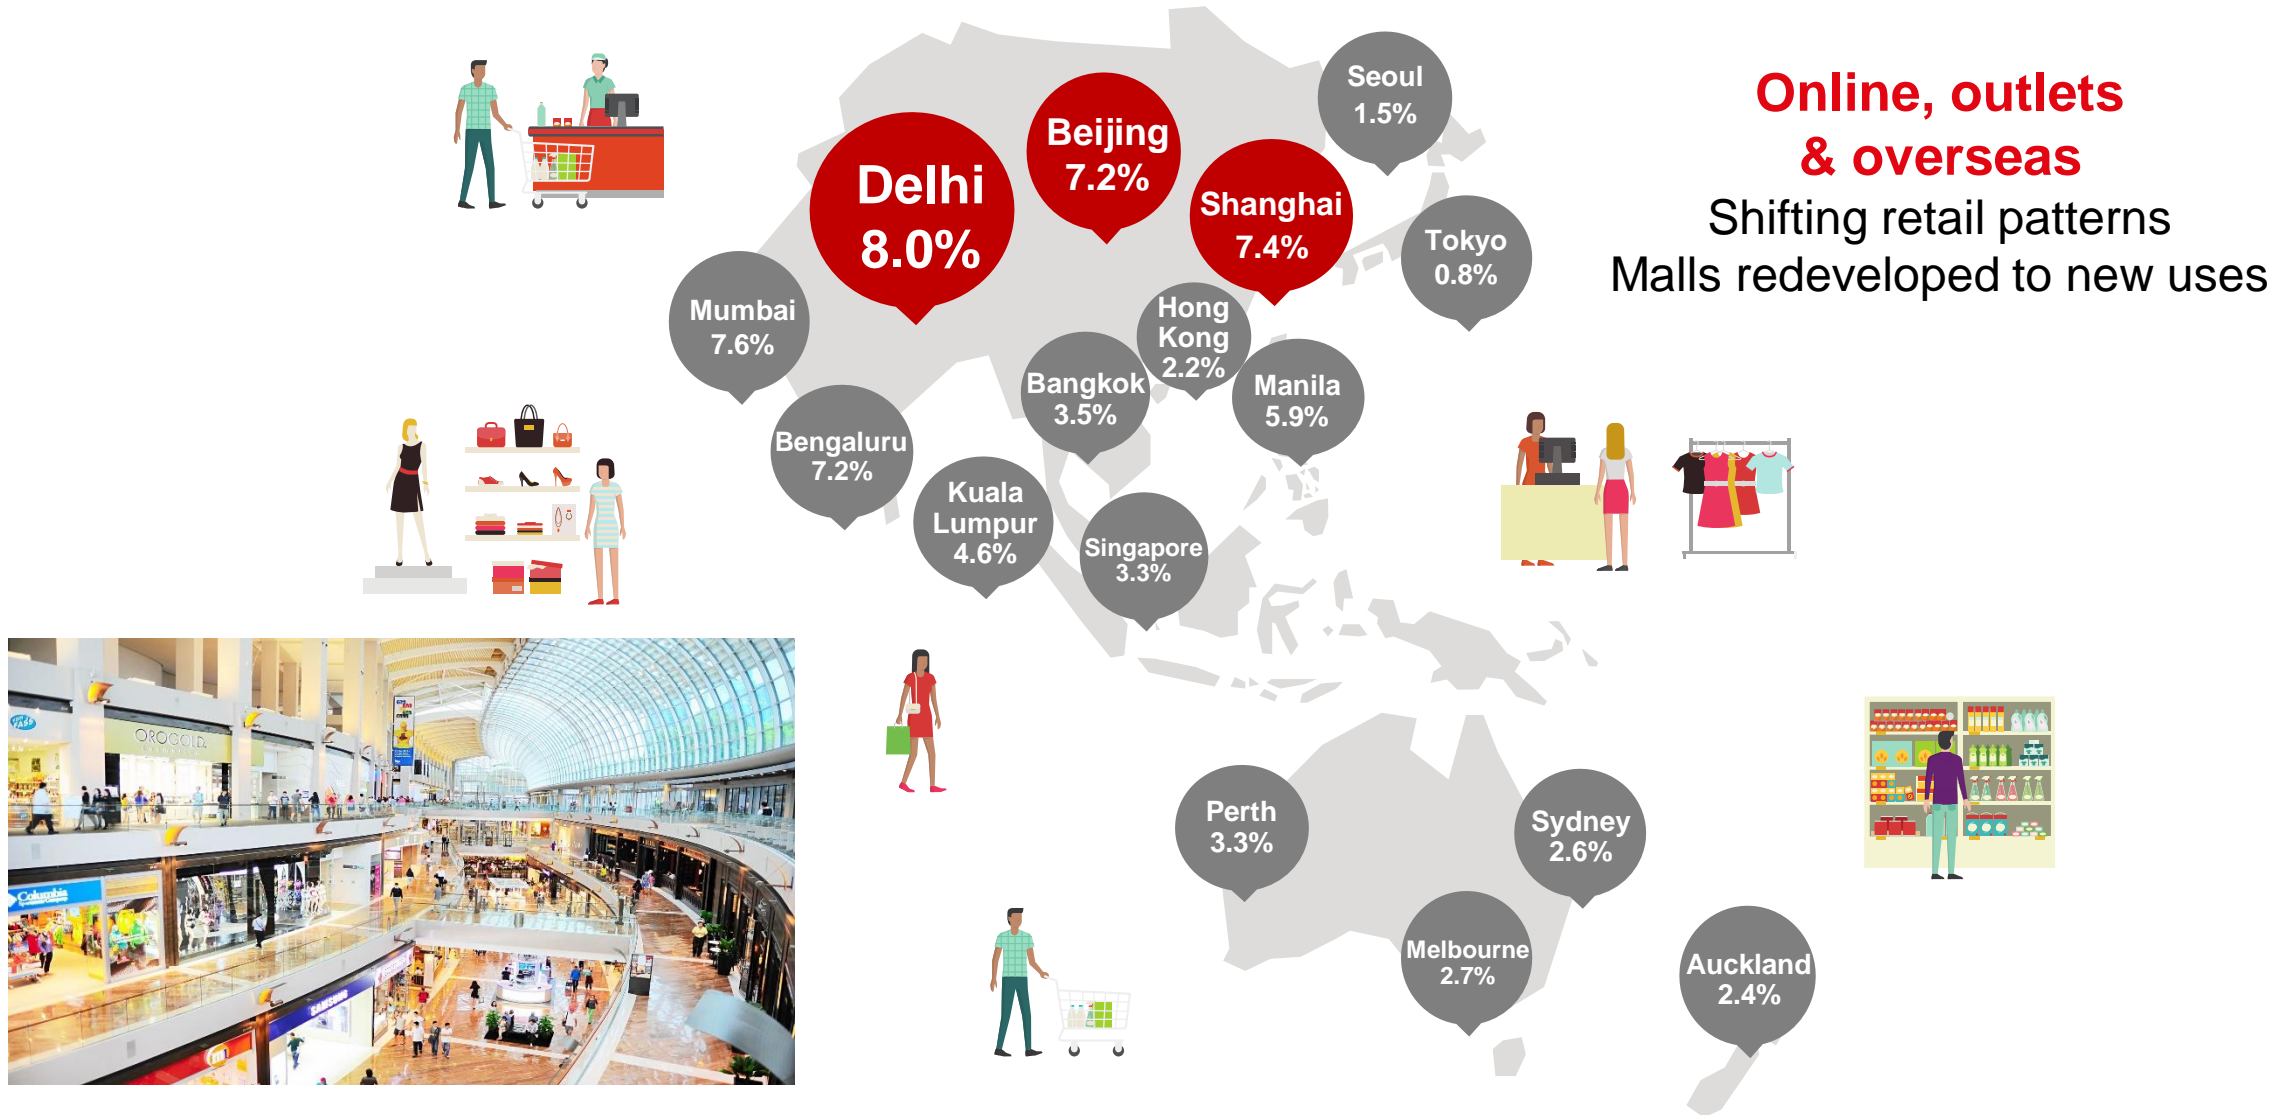 Online, outlets
& overseas
Shifting retail patterns
Malls redeveloped to new uses
Seoul
1.5%
Beijing
7.2%
Delhi
8.0%
Shanghai
7.4%
Tokyo
0.8%
Mumbai
7.6%
Hong
Kong
2.2%
Bangkok
3.5%
Manila
5.9%
Bengaluru
7.2%
Kuala
Lumpur
4.6%
Singapore
3.3%
Perth
3.3%
Sydney
2.6%
Melbourne
2.7%
Auckland
2.4%
OROGOLD
Columbia
Sportswear Company
SAMSUNG